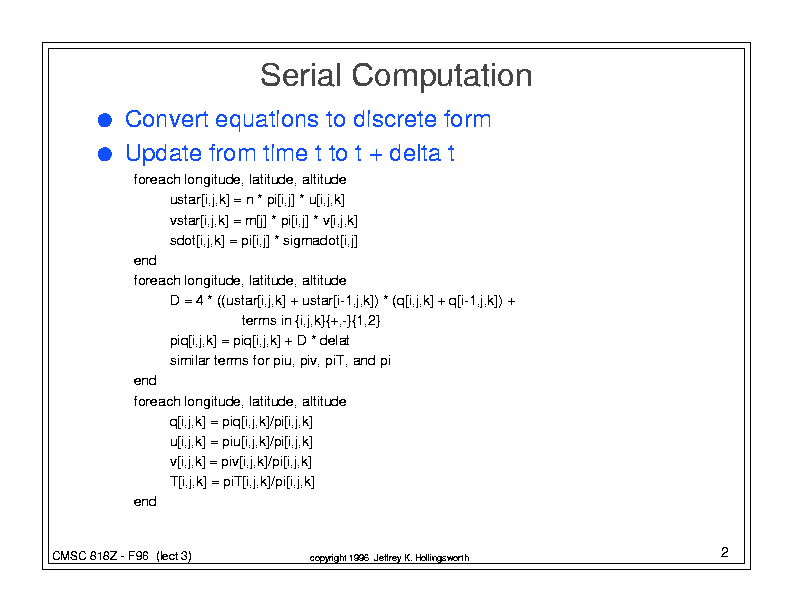 Serial Computation
● Convert equations to discrete form
● Update from time t to t + delta t
foreach longitude, latitude, altitude
ustar[i,j,k] = n * pi[i,j] * u[i,j,k]
vstar[i,j,k] = m[j] * pi[i,j] * v[i,j,k]
sdot[i,j,k] = pi[i,j] * sigmadot[i,j]
end
foreach longitude, latitude, altitude
D = 4 * ((ustar[i,j,k] + ustar[i-1,j,k]) * (q[i,j,k] + q[i-1,j,k]) +
terms in {i,j,k}{+,-}{1,2}
piq[i,j,k] = piq[i,j,k] + D * delat
similar terms for piu, piv, piT, and pi
end
foreach longitude, latitude, altitude
q[i,j,k] = piq[i,j,k]/pi[i,j,k]
u[i,j,k] = piu[i,j,k]/pi[i,j,k]
v[i,j,k] = piv[i,j,k]/pi[i,j,k]
T[i,j,k] = piT[i,j,k]/pi[i,j,k]
end
CMSC 818Z - F96 (lect 3)
copyright 1996 Jeffrey K. Hollingsworth
2